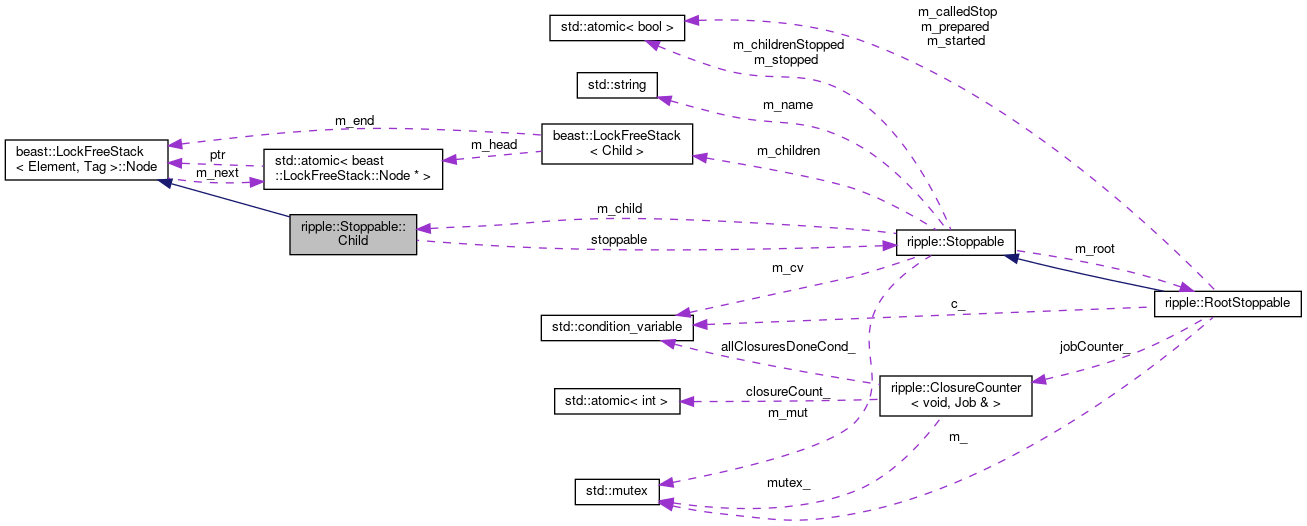 m_calledStop
m_prepared
m_started
std::atomic< bool >
m_childrenStopped
m_stopped
std::string
m_name
m_end
beast::LockFreeStack
< Child >
beast::LockFreeStack
< Element, Tag >::Node
ptr
m_next
std::atomic< beast
::LockFreeStack::Node * >
m_head
m_children
ripple::Stoppable::
Child
m_child
stoppable
ripple::Stoppable
m_root
m_cv
ripple::RootStoppable
c_
std::condition_variable
allClosuresDoneCond_
jobCounter_
std::atomic< int >
closureCount_
ripple::ClosureCounter
< void, Job & >
m_mut
m_
std::mutex
mutex_